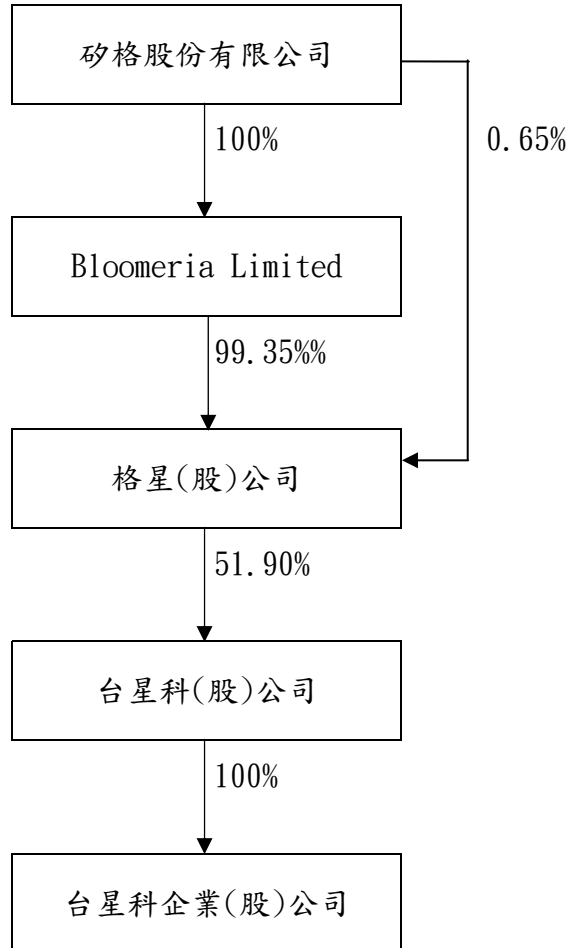 矽格股份有限公司
100%
0.65%
Bloomeria Limited
99.35%%
格星(股)公司
51.90%
台星科(股)公司
100%
台星科企業(股)公司